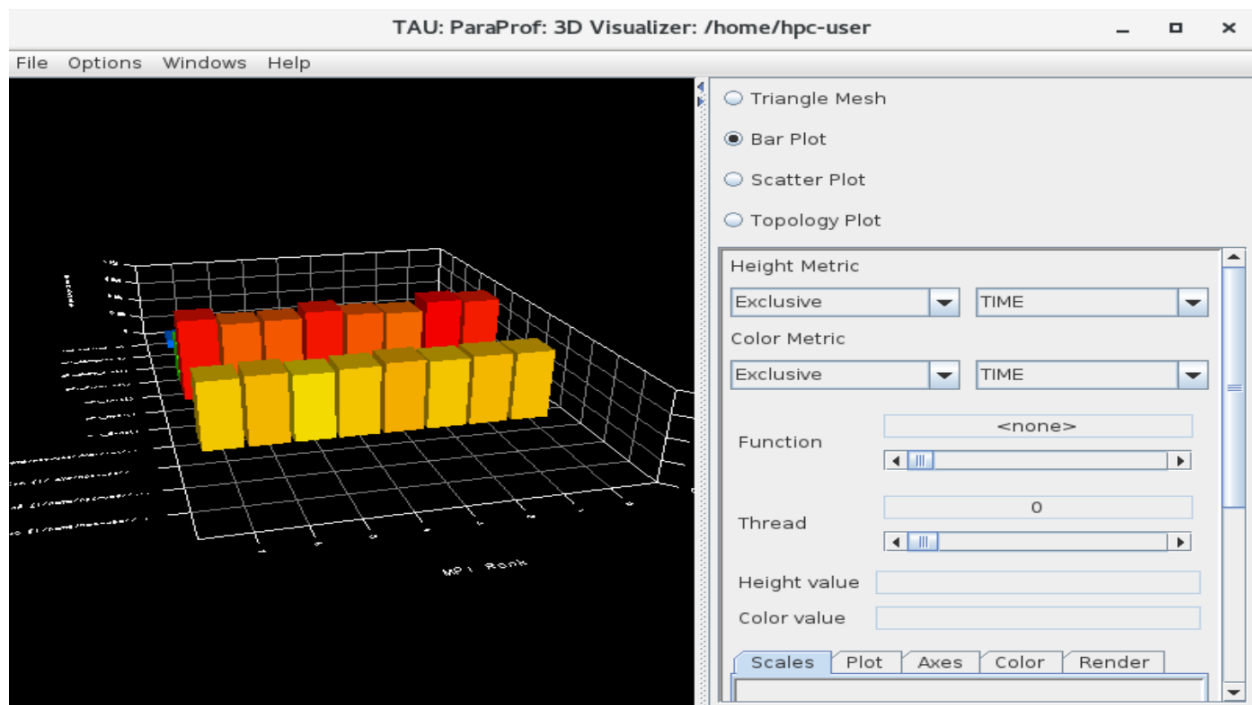 TAU: ParaProf: 3D Visualizer: /home/hpc-user
File Options Windows Help
Triangle Mesh
Bar Plot
Scatter Plot
Topology Plot
Height Metric
Exclusive TIME
Color Metric
Exclusive TIME
Function <none>
Thread 0
Height value
Color value
Scales Plot Axes Color Render
MPI Rank